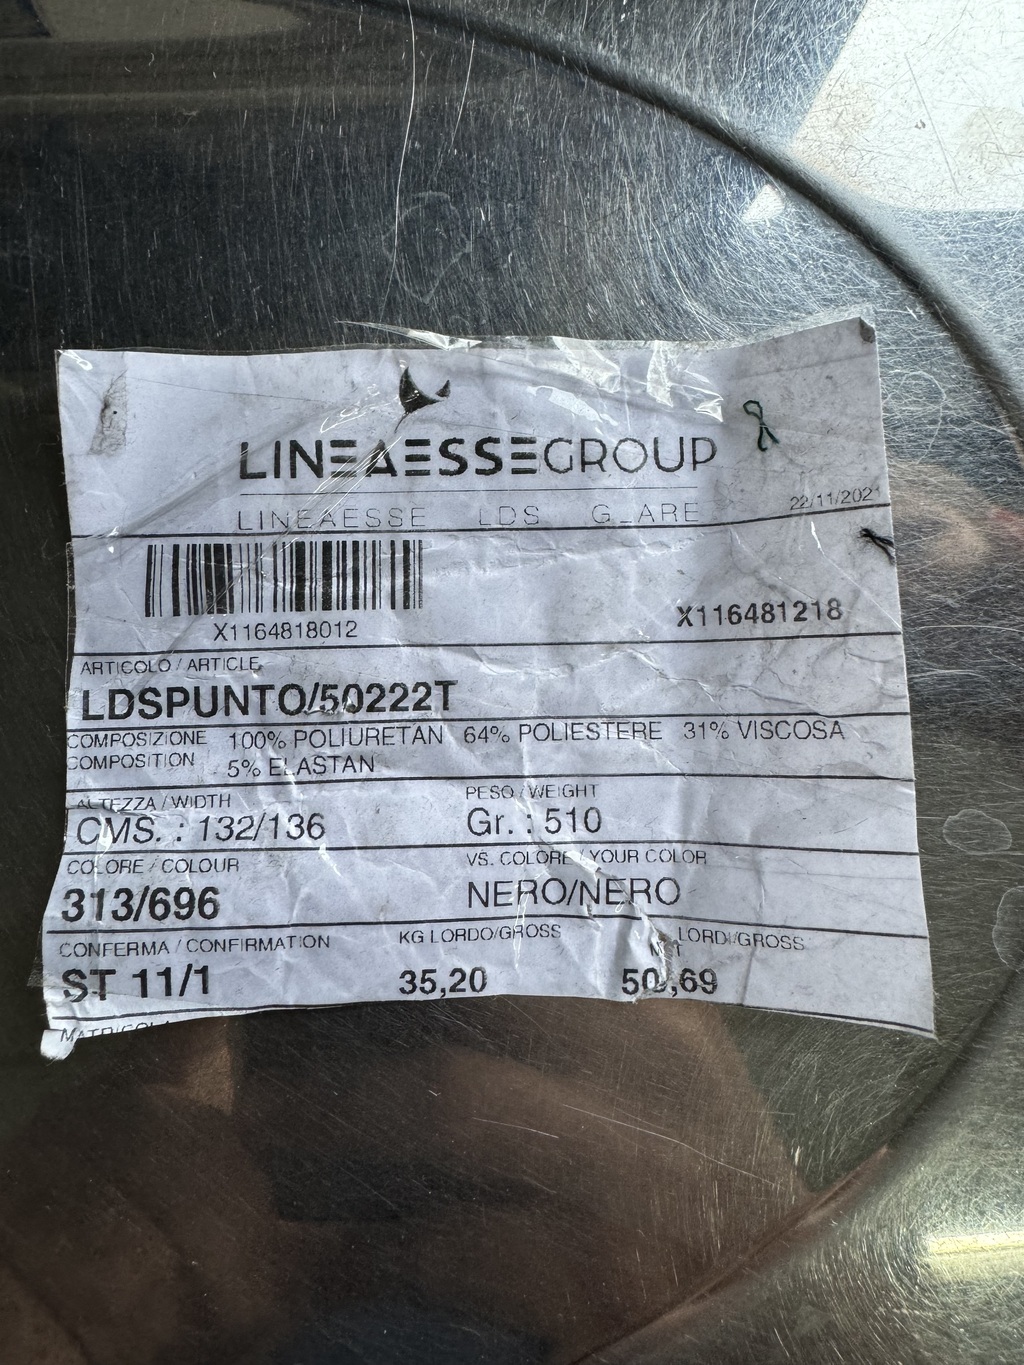 LINEAESSEGROUP
LINEAESSE LDS GLARE
22/11/2021
X1164818012
X116481218
ARTICOLO / ARTICLE
LDSPUNTO/50222T
COMPOSIZIONE 100% POLIURETAN 64% POLIESTERE 31% VISCOSA
COMPOSITION 5% ELASTAN
ALTEZZA / WIDTH PESO / WEIGHT
CMS. : 132/136 Gr. : 510
COLORE / COLOUR VS. COLORE / YOUR COLOR
313/696 NERO/NERO
CONFERMA / CONFIRMATION KG LORDO/GROSS LORDI/GROSS
ST 11/1 35,20 50,69